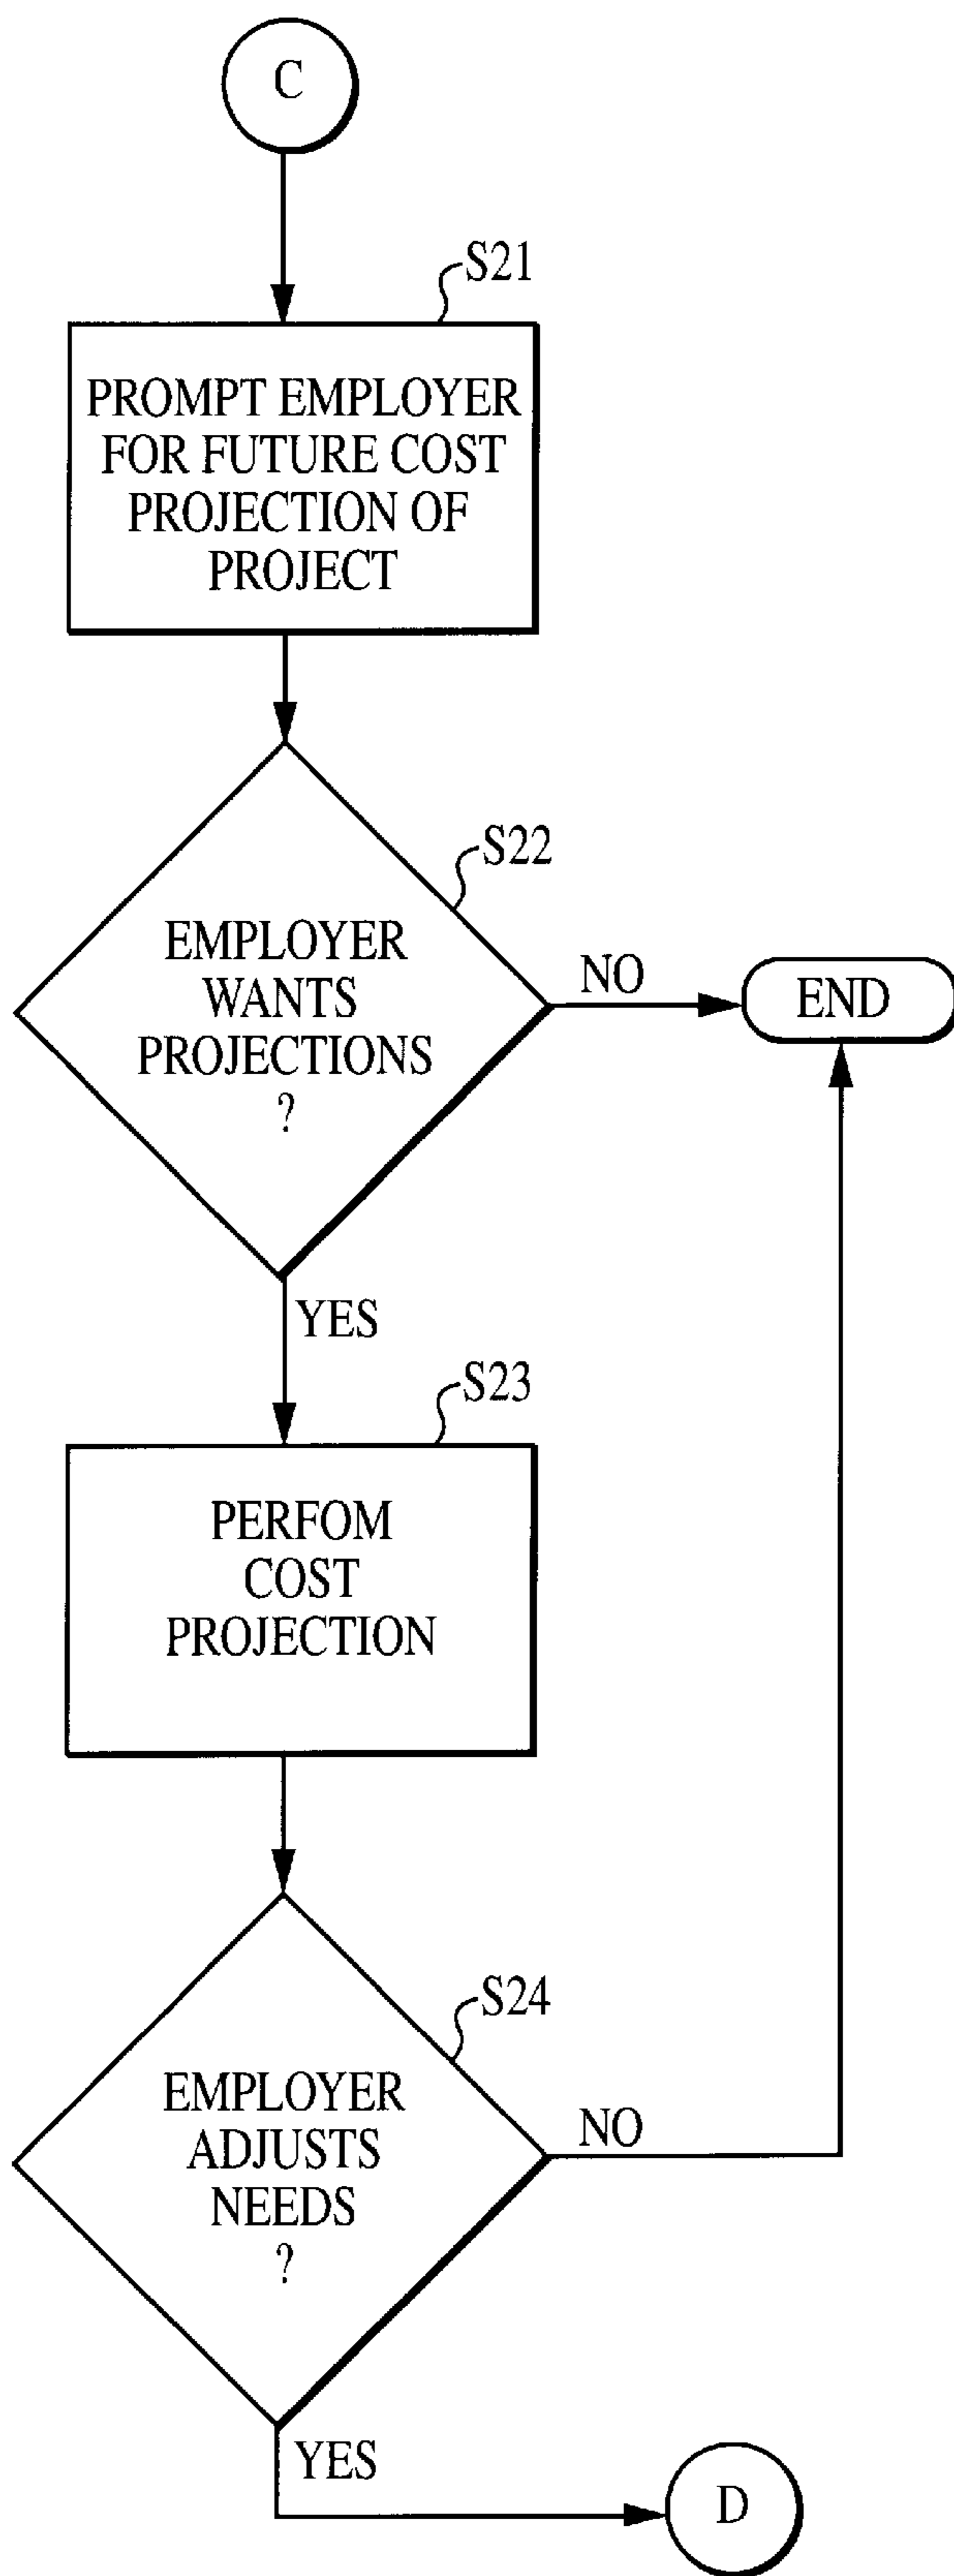 C
S21
PROMPT EMPLOYER
FOR FUTURE COST
PROJECTION OF
PROJECT
S22
EMPLOYER
WANTS
PROJECTIONS
?
NO
END
YES
S23
PERFOM
COST
PROJECTION
S24
EMPLOYER
ADJUSTS
NEEDS
?
NO
YES
D